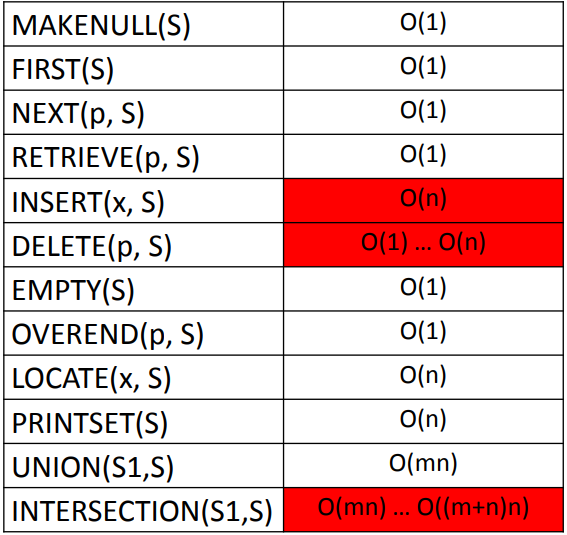 MAKENULL(S) O(1)
FIRST(S) O(1)
NEXT(p, S) O(1)
RETRIEVE(p, S) O(1)
INSERT(x, S) O(n)
DELETE(p, S) O(1) ... O(n)
EMPTY(S) O(1)
OVEREND(p, S) O(1)
LOCATE(x, S) O(n)
PRINTSET(S) O(n)
UNION(S1,S) O(mn)
INTERSECTION(S1,S) O(mn) ... O((m+n)n)